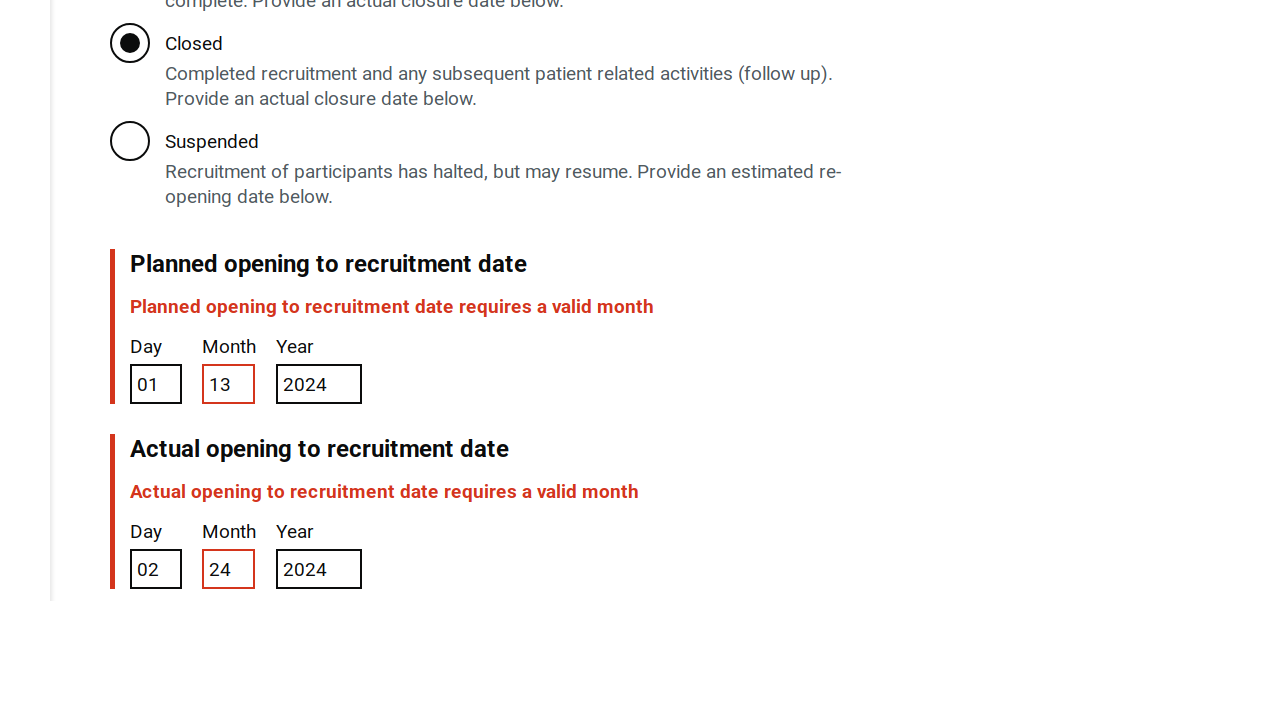 complete. Provide an actual closure date below.
Closed
Completed recruitment and any subsequent patient related activities (follow up).
Provide an actual closure date below.
Suspended
Recruitment of participants has halted, but may resume. Provide an estimated re-
opening date below.
Planned opening to recruitment date
Planned opening to recruitment date requires a valid month
Day Month Year
01 13 2024
Actual opening to recruitment date
Actual opening to recruitment date requires a valid month
Day Month Year
02 24 2024